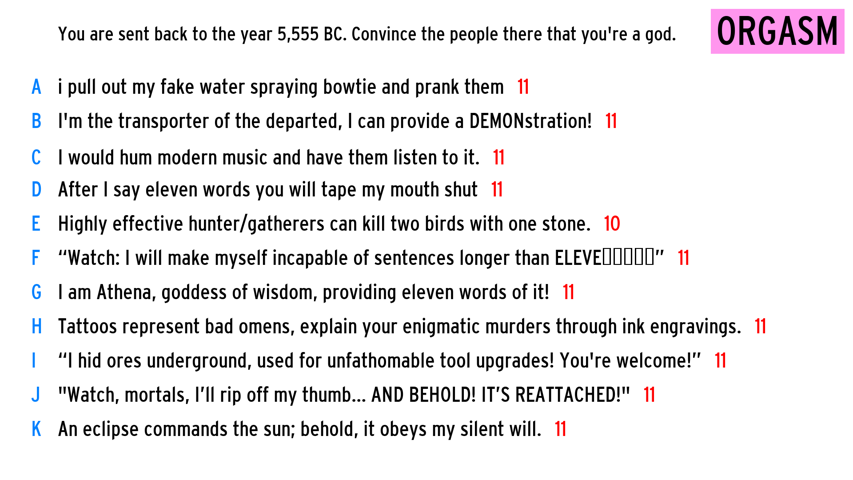 You are sent back to the year 5,555 BC. Convince the people there that you're a god.
ORGASM
A i pull out my fake water spraying bowtie and prank them 11
B I'm the transporter of the departed, I can provide a DEMONstration! 11
C I would hum modern music and have them listen to it. 11
D After I say eleven words you will tape my mouth shut 11
E Highly effective hunter/gatherers can kill two birds with one stone. 10
F “Watch: I will make myself incapable of sentences longer than ELEVE▯▯▯▯▯” 11
G I am Athena, goddess of wisdom, providing eleven words of it! 11
H Tattoos represent bad omens, explain your enigmatic murders through ink engravings. 11
I “I hid ores underground, used for unfathomable tool upgrades! You're welcome!” 11
J "Watch, mortals, I’ll rip off my thumb... AND BEHOLD! IT’S REATTACHED!" 11
K An eclipse commands the sun; behold, it obeys my silent will. 11